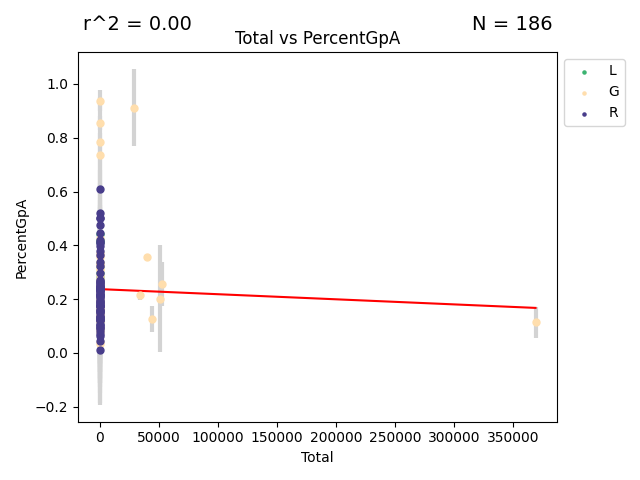 r^2 = 0.00
N = 186
Total vs PercentGpA
L
G
R
PercentGpA
1.0
0.8
0.6
0.4
0.2
0.0
−0.2
0
50000
100000
150000
200000
250000
300000
350000
Total